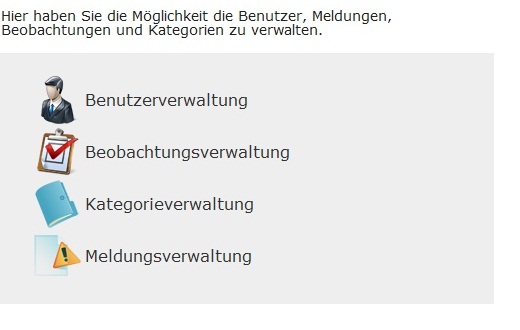 Hier haben Sie die Möglichkeit die Benutzer, Meldungen,
Beobachtungen und Kategorien zu verwalten.
Benutzerverwaltung
Beobachtungsverwaltung
Kategorieverwaltung
Meldungsverwaltung